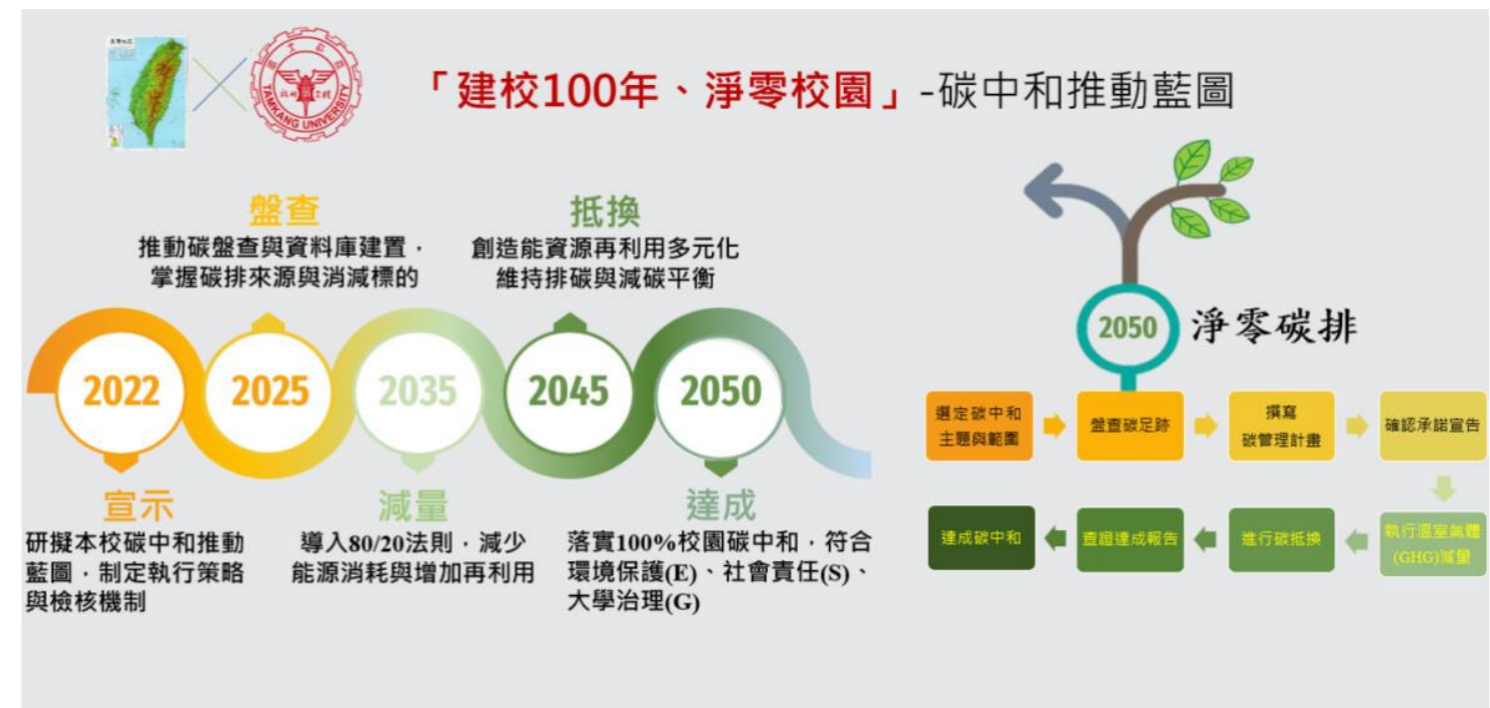 TAMKANG UNIVERSITY
「建校100年、淨零校園」-碳中和推動藍圖
盤查
推動碳盤查與資料庫建置，
掌握碳排來源與消減標的
抵換
創造能資源再利用多元化
維持排碳與減碳平衡
2022
2025
2035
2045
2050
宣示
研擬本校碳中和推動
藍圖，制定執行策略
與檢核機制
減量
導入80/20法則，減少
能源消耗與增加再利用
達成
落實100%校園碳中和，符合
環境保護(E)、社會責任(S)、
大學治理(G)
2050
淨零碳排
選定碳中和
主題與範圍
盤查碳足跡
撰寫
碳管理計畫
確認承諾宣告
執行溫室氣體
(GHG)減量
進行碳抵換
查證達成報告
達成碳中和